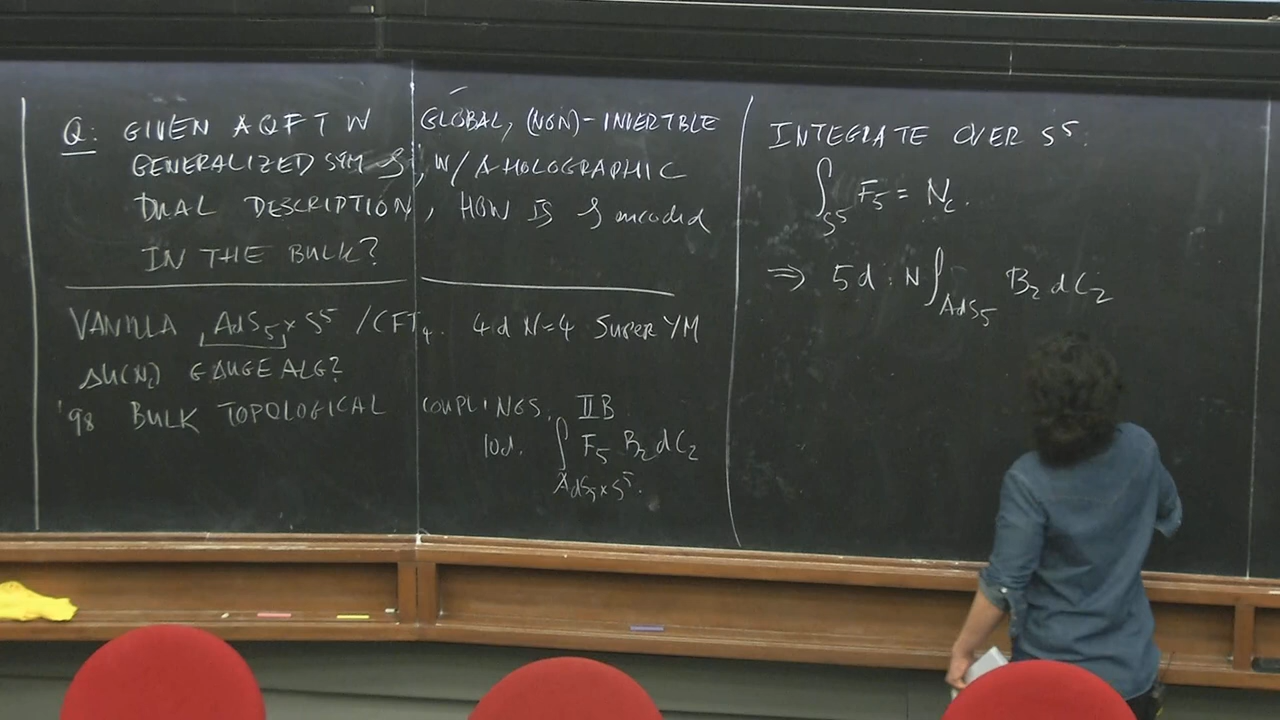 Q: GIVEN A QFT W GLOBAL, (NON)-INVERTIBLE
GENERALIZED SYM S, W/ A HOLOGRAPHIC
DUAL DESCRIPTION, HOW IS S encoded
IN THE BULK?
VANILLA AdS5 × S5 / CFT4. 4d N=4 SUPER YM
su(Nc) GAUGE ALG?
'98 BULK TOPOLOGICAL COUPLINGS, IIB
10d. ∫ F5 B2 dC2
AdS5 × S5.
INTEGRATE OVER S5:
∫S5 F5 = Nc.
⇒ 5d: N ∫AdS5 B2 dC2